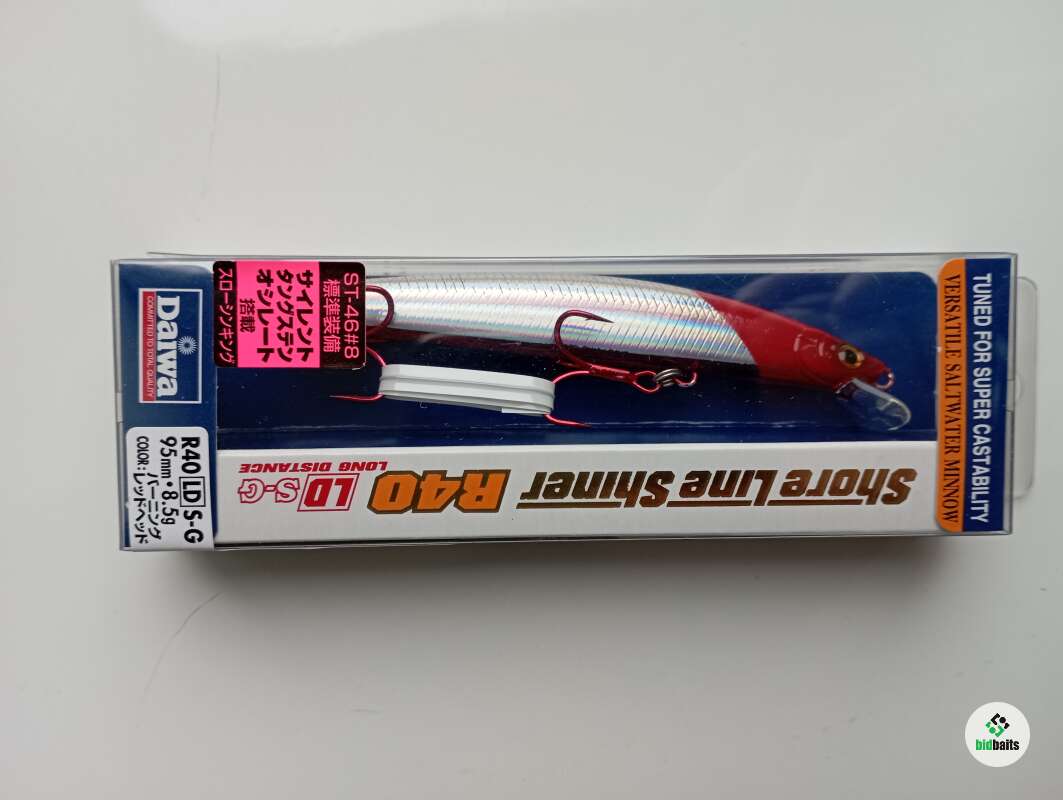 Daiwa
COMMITTED TO TOTAL QUALITY
ST-46#8
標準装備
サイレント
タングステン
オシレート
搭載
スローシンキング
R40 LD S-G
95mm・8.5g
COLOR:バーニング
レッドヘッド
Shore Line Shiner
R40 LD S-G
LONG DISTANCE
TUNED FOR SUPER CASTABILITY
VERSATILE SALTWATER MINNOW
bidbaits